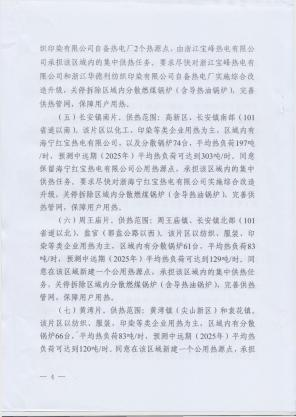 织印染有限公司自备热电厂2个热源点，由浙江宝峰热电有限公
司承担该区域内的集中供热任务。要求尽快对浙江宝峰热电有
限公司和浙江华德利纺织印染有限公司自备热电厂实施综合改
造升级，关停拆除区域内分散燃煤锅炉（含导热油锅炉），完善
供热管网，保障用户用热。
（五）长安镇南片。供热范围：高新区、长安镇南部（101
省道以南）。该片区以化工、印染等类企业用热为主，区域内有
海宁红宝热电有限公司，以及分散锅炉74台，平均热负荷197吨
/时，预测中远期（2025年）平均热负荷可达到303吨/时。同意
保留海宁红宝热电有限公司公用热源点，承担该区域内的集中
供热任务。要求尽快对海宁红宝热电有限公司实施综合改造升
级，关停拆除区域内分散燃煤锅炉（含导热油锅炉），完善供
热管网，保障用户用热。
（六）周王庙片。供热范围：周王庙镇、长安镇北部（101
省道以北）、盐官（郭盐公路以西）。该片区以纺织、服装、印
染等类企业用热为主，区域内有分散锅炉61台，平均热负荷83
吨/时，预测中远期（2025年）平均热负荷可达到129吨/时。同
意在该区域新建一个公用热源点，承担该区域内的集中供热任
务，关停拆除区域内分散燃煤锅炉（含导热油锅炉），完善供热
管网，保障用户用热。
（七）黄湾片。供热范围：黄湾镇（尖山新区）和袁花镇。
该片区以纺织、服装、印染等类型企业用热为主，区域内有分散
锅炉66台，平均热负荷83吨/时，预测中远期（2025年）平均热
负荷可达到120吨/时。同意在该区域新建一个公用热源点，承担
— 4 —